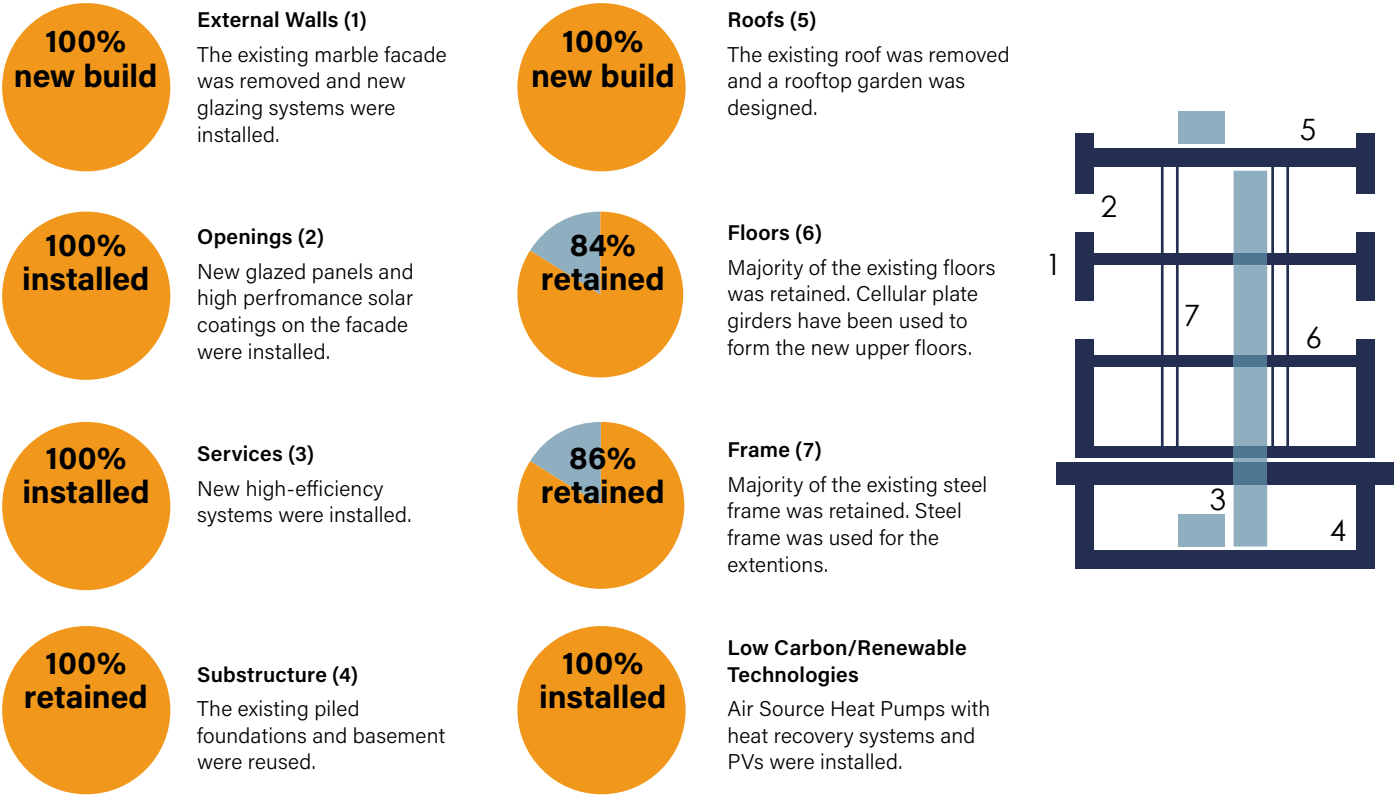 100%
new build
External Walls (1)
The existing marble facade
was removed and new
glazing systems were
installed.
100%
installed
Openings (2)
New glazed panels and
high perfromance solar
coatings on the facade
were installed.
100%
installed
Services (3)
New high-efficiency
systems were installed.
100%
retained
Substructure (4)
The existing piled
foundations and basement
were reused.
100%
new build
Roofs (5)
The existing roof was removed
and a rooftop garden was
designed.
84%
retained
Floors (6)
Majority of the existing floors
was retained. Cellular plate
girders have been used to
form the new upper floors.
86%
retained
Frame (7)
Majority of the existing steel
frame was retained. Steel
frame was used for the
extentions.
100%
installed
Low Carbon/Renewable
Technologies
Air Source Heat Pumps with
heat recovery systems and
PVs were installed.
5
2
1
7
6
3
4